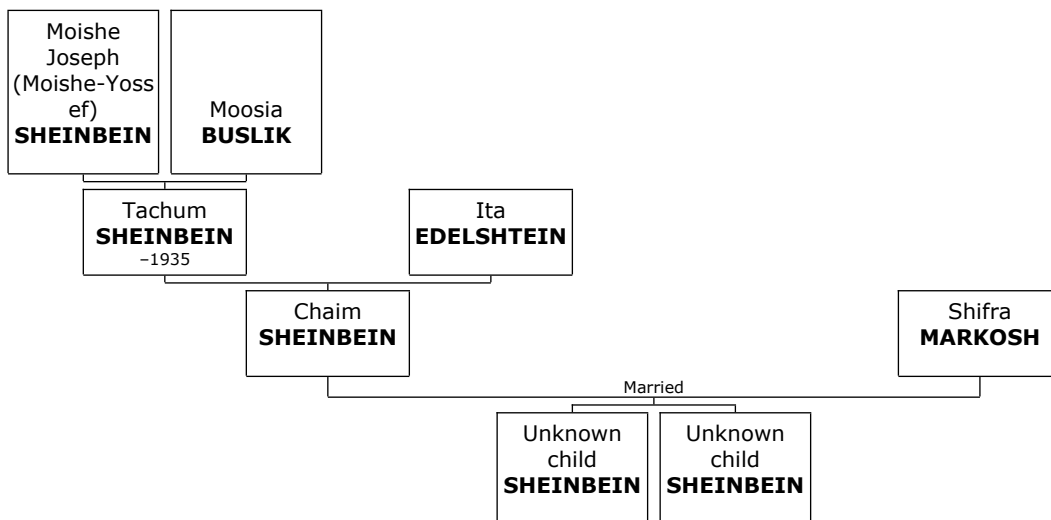 Moishe
Joseph
(Moishe-Yoss
ef)
SHEINBEIN
Moosia
BUSLIK
Tachum
SHEINBEIN
–1935
Ita
EDELSHTEIN
Chaim
SHEINBEIN
Shifra
MARKOSH
Married
Unknown
child
SHEINBEIN
Unknown
child
SHEINBEIN